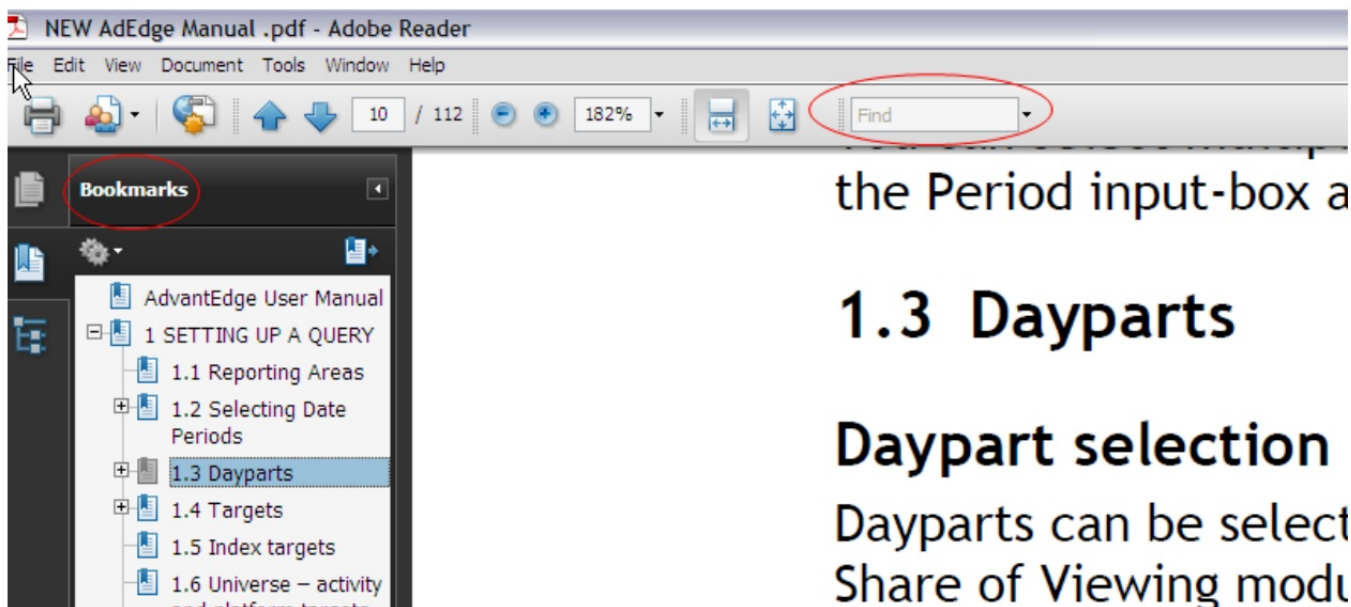 NEW AdEdge Manual .pdf - Adobe Reader
File Edit View Document Tools Window Help
10 / 112 182% Find
Bookmarks
AdvantEdge User Manual
1 SETTING UP A QUERY
1.1 Reporting Areas
1.2 Selecting Date
Periods
1.3 Dayparts
1.4 Targets
1.5 Index targets
1.6 Universe – activity
and platform targets
the Period input-box a
1.3 Dayparts
Daypart selection
Dayparts can be select
Share of Viewing modu